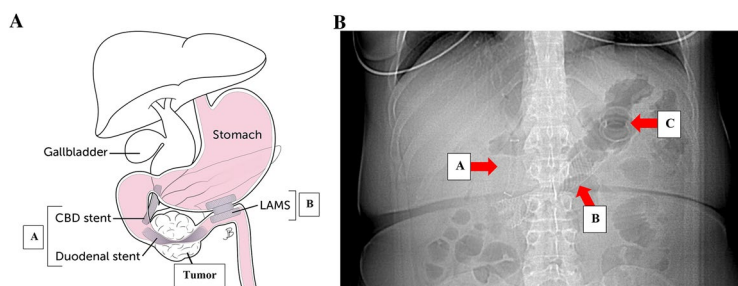 A
Stomach
Gallbladder
CBD stent
A
Duodenal stent
LAMS
B
Tumor
B
A
B
C